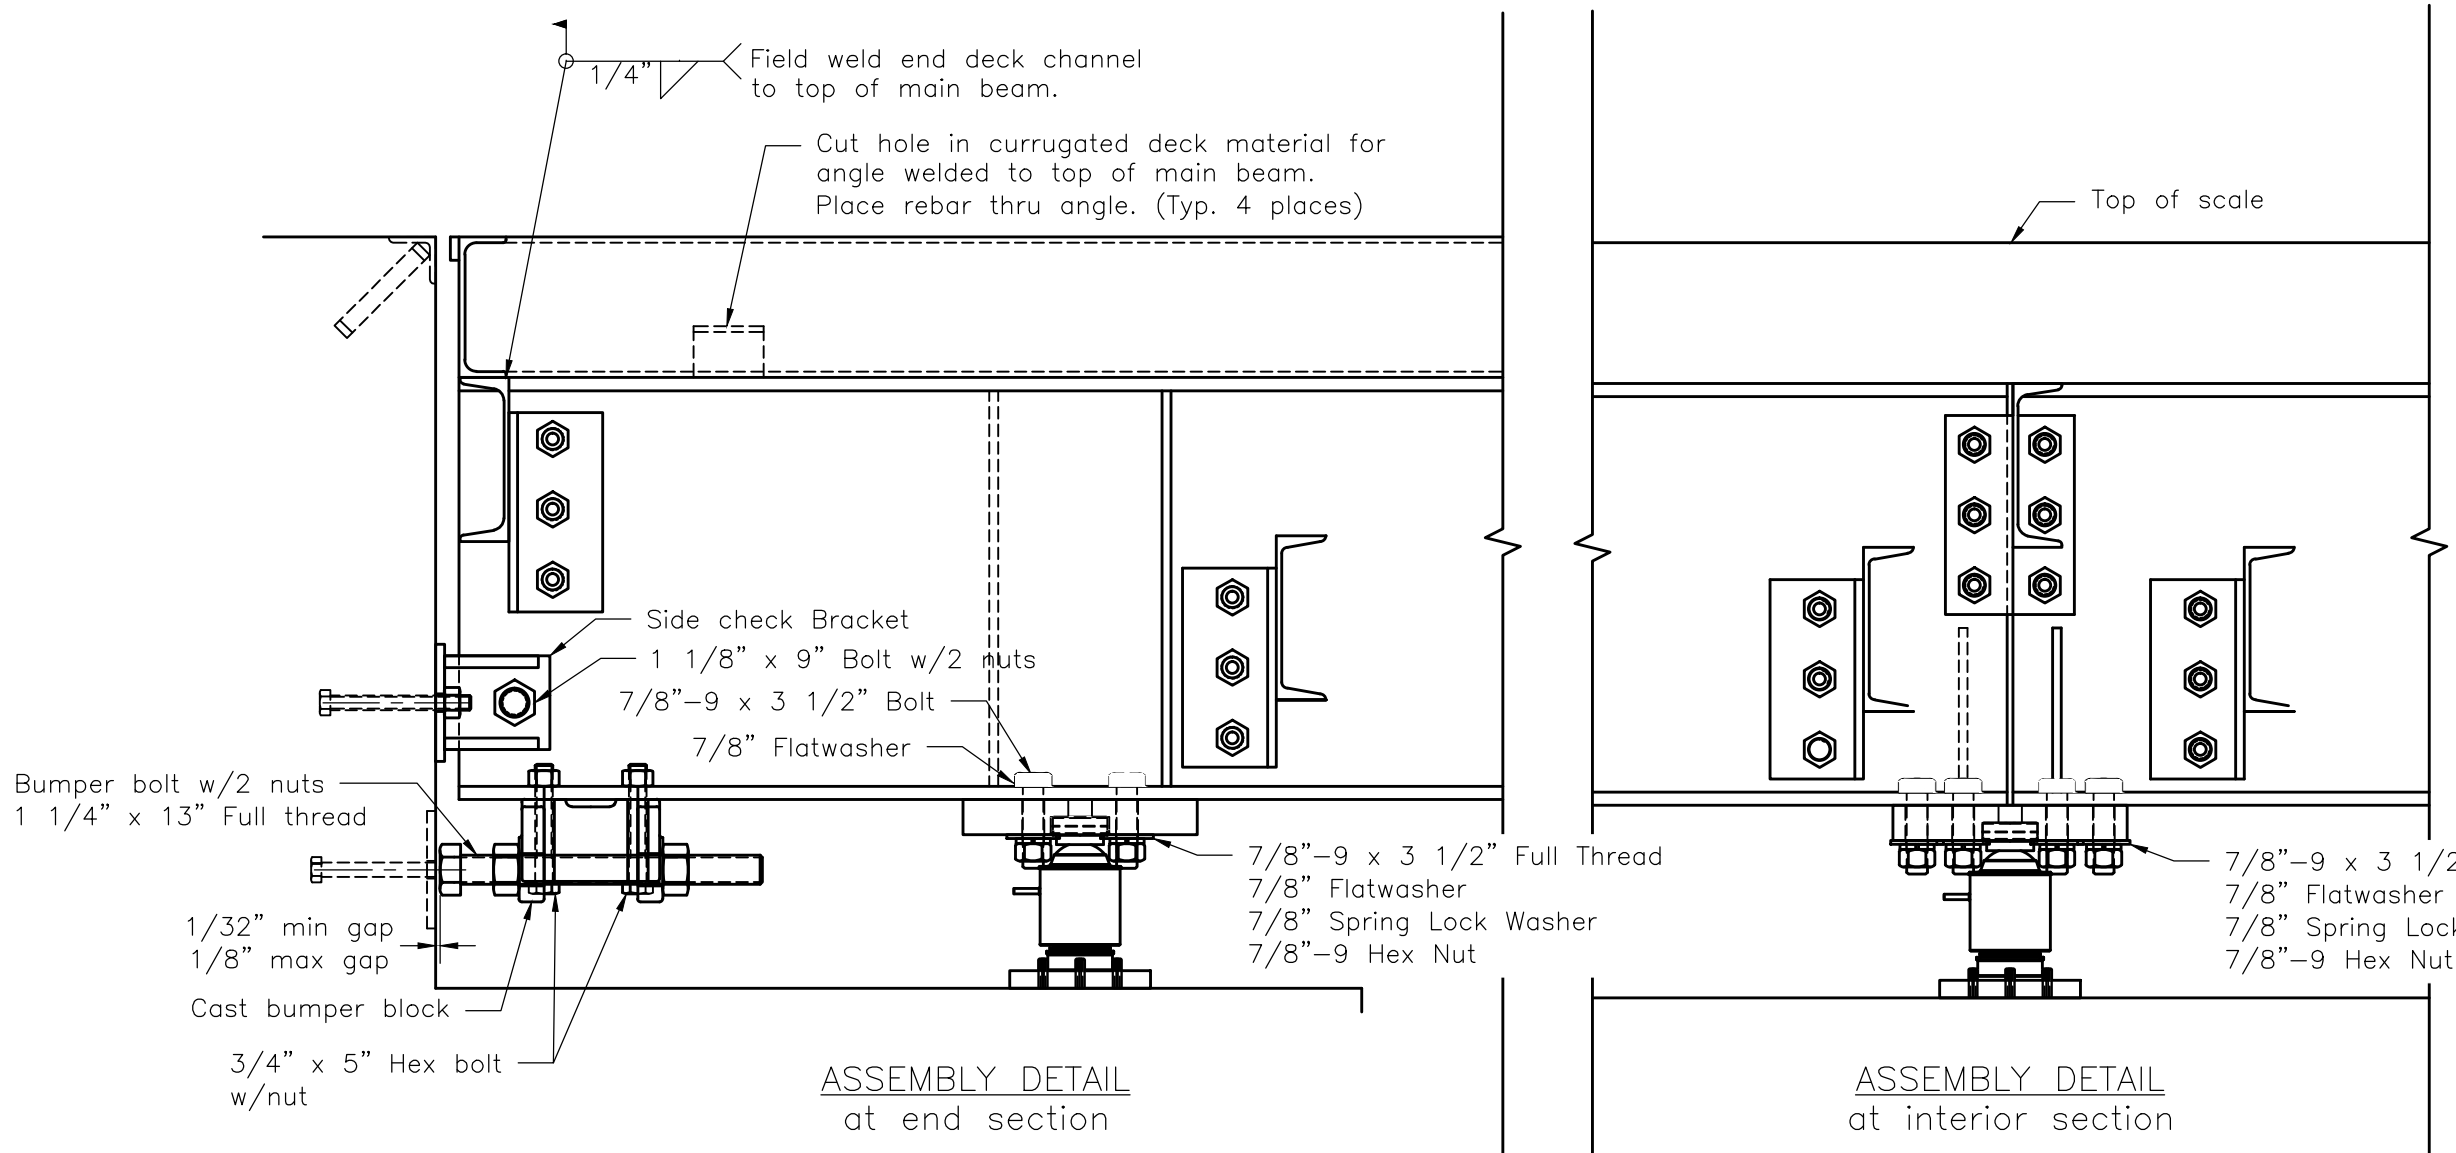 Field weld end deck channel
to top of main beam.
1/4"
Cut hole in currugated deck material for
angle welded to top of main beam.
Place rebar thru angle. (Typ. 4 places)
Top of scale
Side check Bracket
1 1/8" x 9" Bolt w/2 nuts
7/8"-9 x 3 1/2" Bolt
7/8" Flatwasher
Bumper bolt w/2 nuts
1 1/4" x 13" Full thread
1/32" min gap
1/8" max gap
Cast bumper block
3/4" x 5" Hex bolt
w/nut
7/8"-9 x 3 1/2" Full Thread
7/8" Flatwasher
7/8" Spring Lock Washer
7/8"-9 Hex Nut
7/8"-9 x 3 1/2
7/8" Flatwasher
7/8" Spring Lock
7/8"-9 Hex Nut
ASSEMBLY DETAIL
at end section
ASSEMBLY DETAIL
at interior section